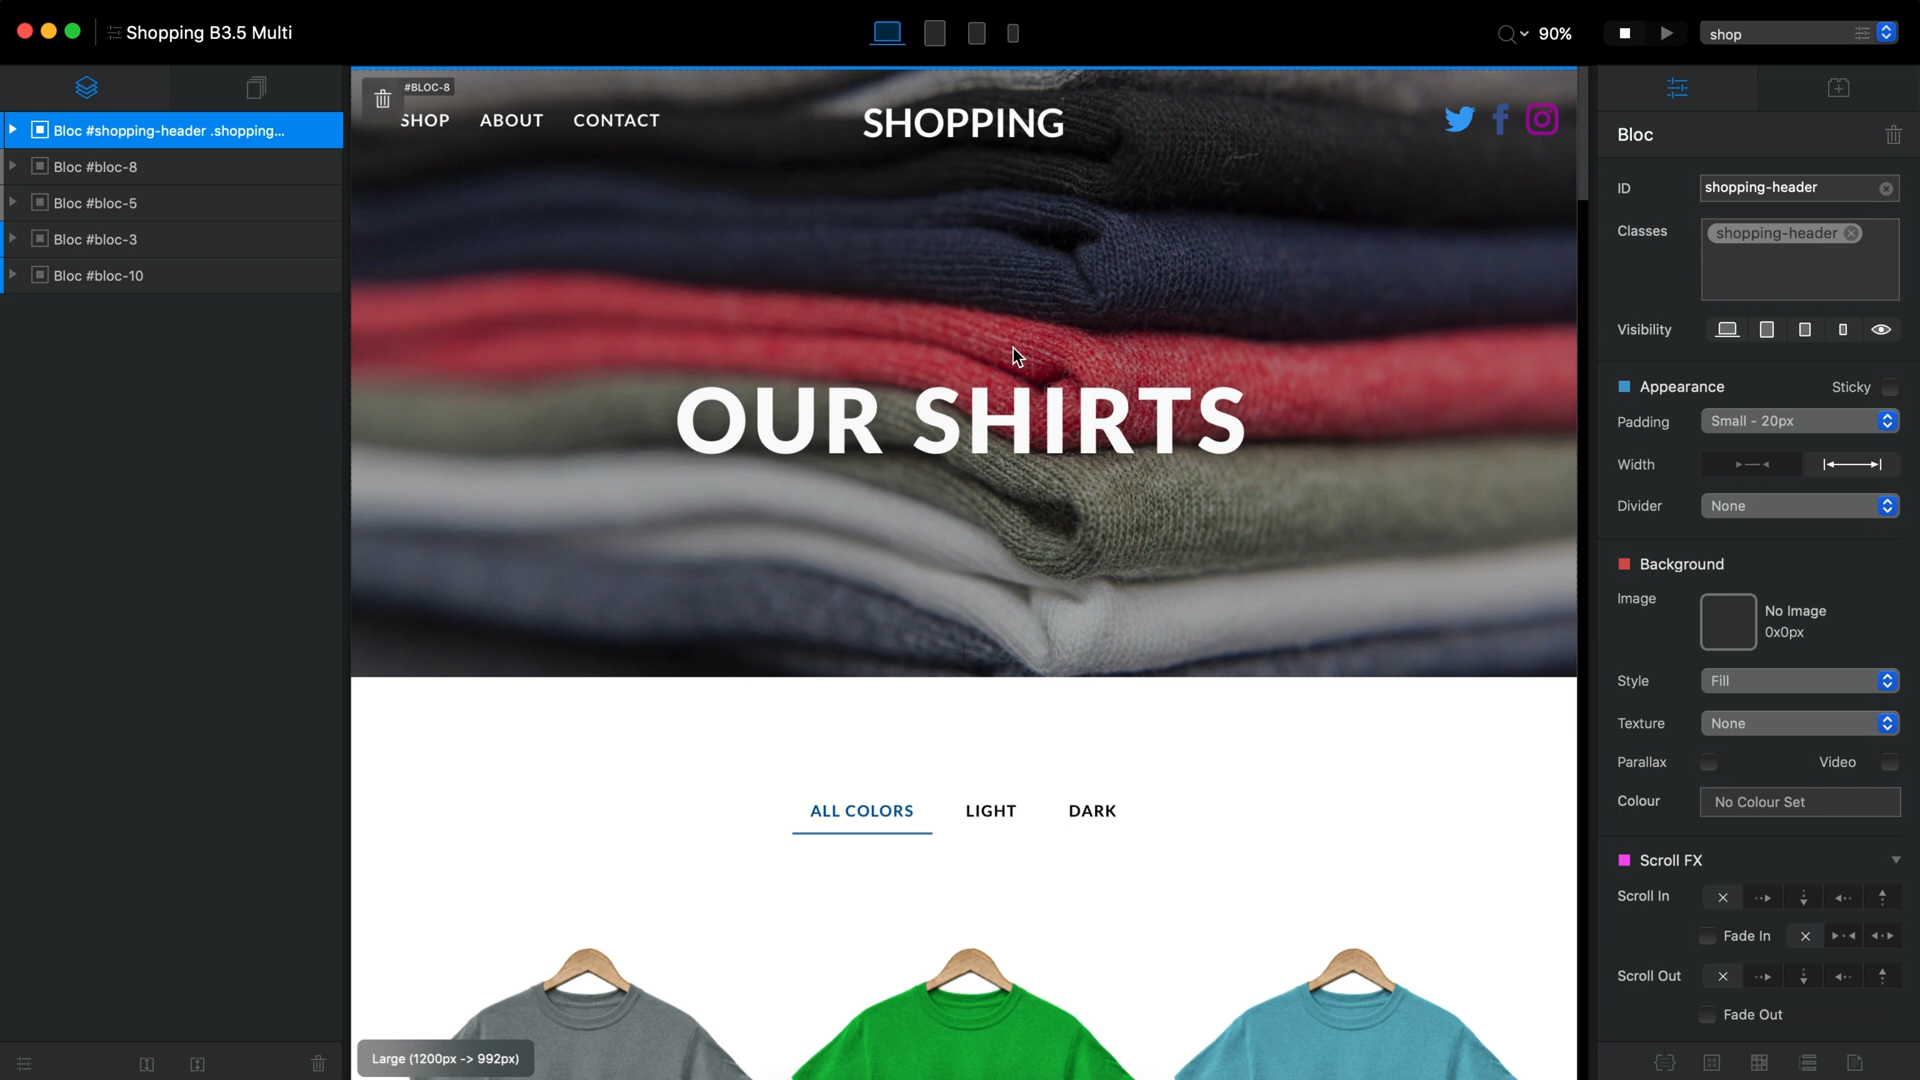 Shopping B3.5 Multi
90%
shop
Bloc #shopping-header .shopping...
Bloc #bloc-8
Bloc #bloc-5
Bloc #bloc-3
Bloc #bloc-10
#BLOC-8
SHOP ABOUT CONTACT
SHOPPING
OUR SHIRTS
ALL COLORS LIGHT DARK
Large (1200px -> 992px)
Bloc
ID shopping-header
Classes shopping-header
Visibility
Appearance Sticky
Padding Small - 20px
Width
Divider None
Background
Image No Image
0x0px
Style Fill
Texture None
Parallax Video
Colour No Colour Set
Scroll FX
Scroll In
Fade In
Scroll Out
Fade Out